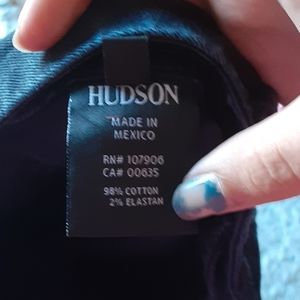 HUDSON
MADE IN
MEXICO
RN# 107906
CA# 00635
98% COTTON
2% ELASTAN